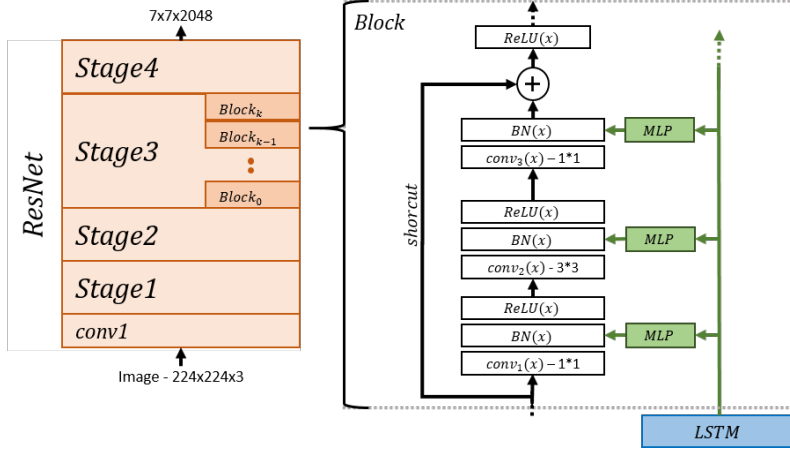 7x7x2048
ResNet
Stage4
Stage3
Block_k
Block_{k-1}
Block_0
Stage2
Stage1
conv1
Image - 224x224x3
Block
ReLU(x)
+
shorcut
BN(x)
MLP
conv_3(x) - 1*1
ReLU(x)
BN(x)
MLP
conv_2(x) - 3*3
ReLU(x)
BN(x)
MLP
conv_1(x) - 1*1
LSTM